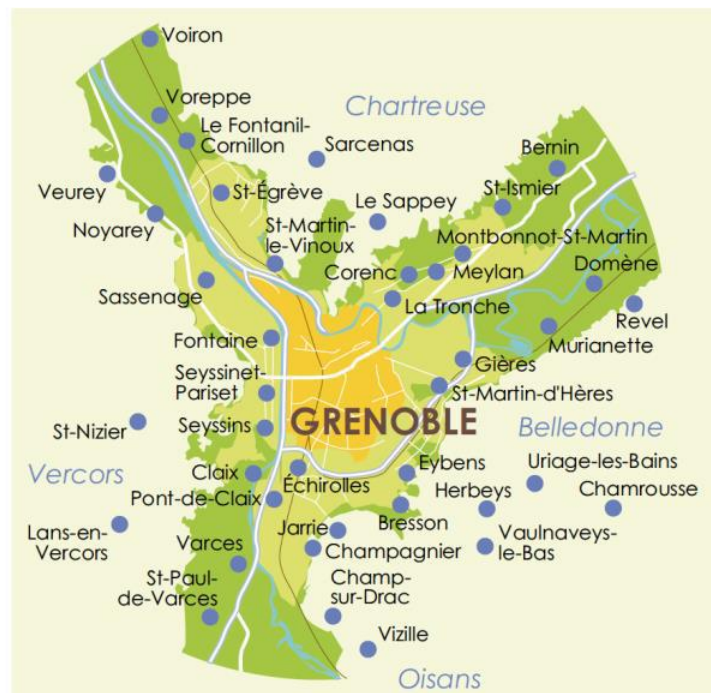 Voiron
Voreppe
Chartreuse
Le Fontanil-
Cornillon
Sarcenas
Bernin
Veurey
St-Égrève
Le Sappey
St-Ismier
Noyarey
St-Martin-
le-Vinoux
Montbonnot-St-Martin
Corenc
Meylan
Domène
Sassenage
La Tronche
Revel
Fontaine
Murianette
Gières
Seyssinet-
Pariset
St-Martin-d'Hères
GRENOBLE
St-Nizier
Seyssins
Belledonne
Vercors
Claix
Échirolles
Eybens
Uriage-les-Bains
Pont-de-Claix
Herbeys
Chamrousse
Lans-en-
Vercors
Jarrie
Bresson
Vaulnaveys-
le-Bas
Varces
Champagnier
St-Paul-
de-Varces
Champ-
sur-Drac
Vizille
Oisans